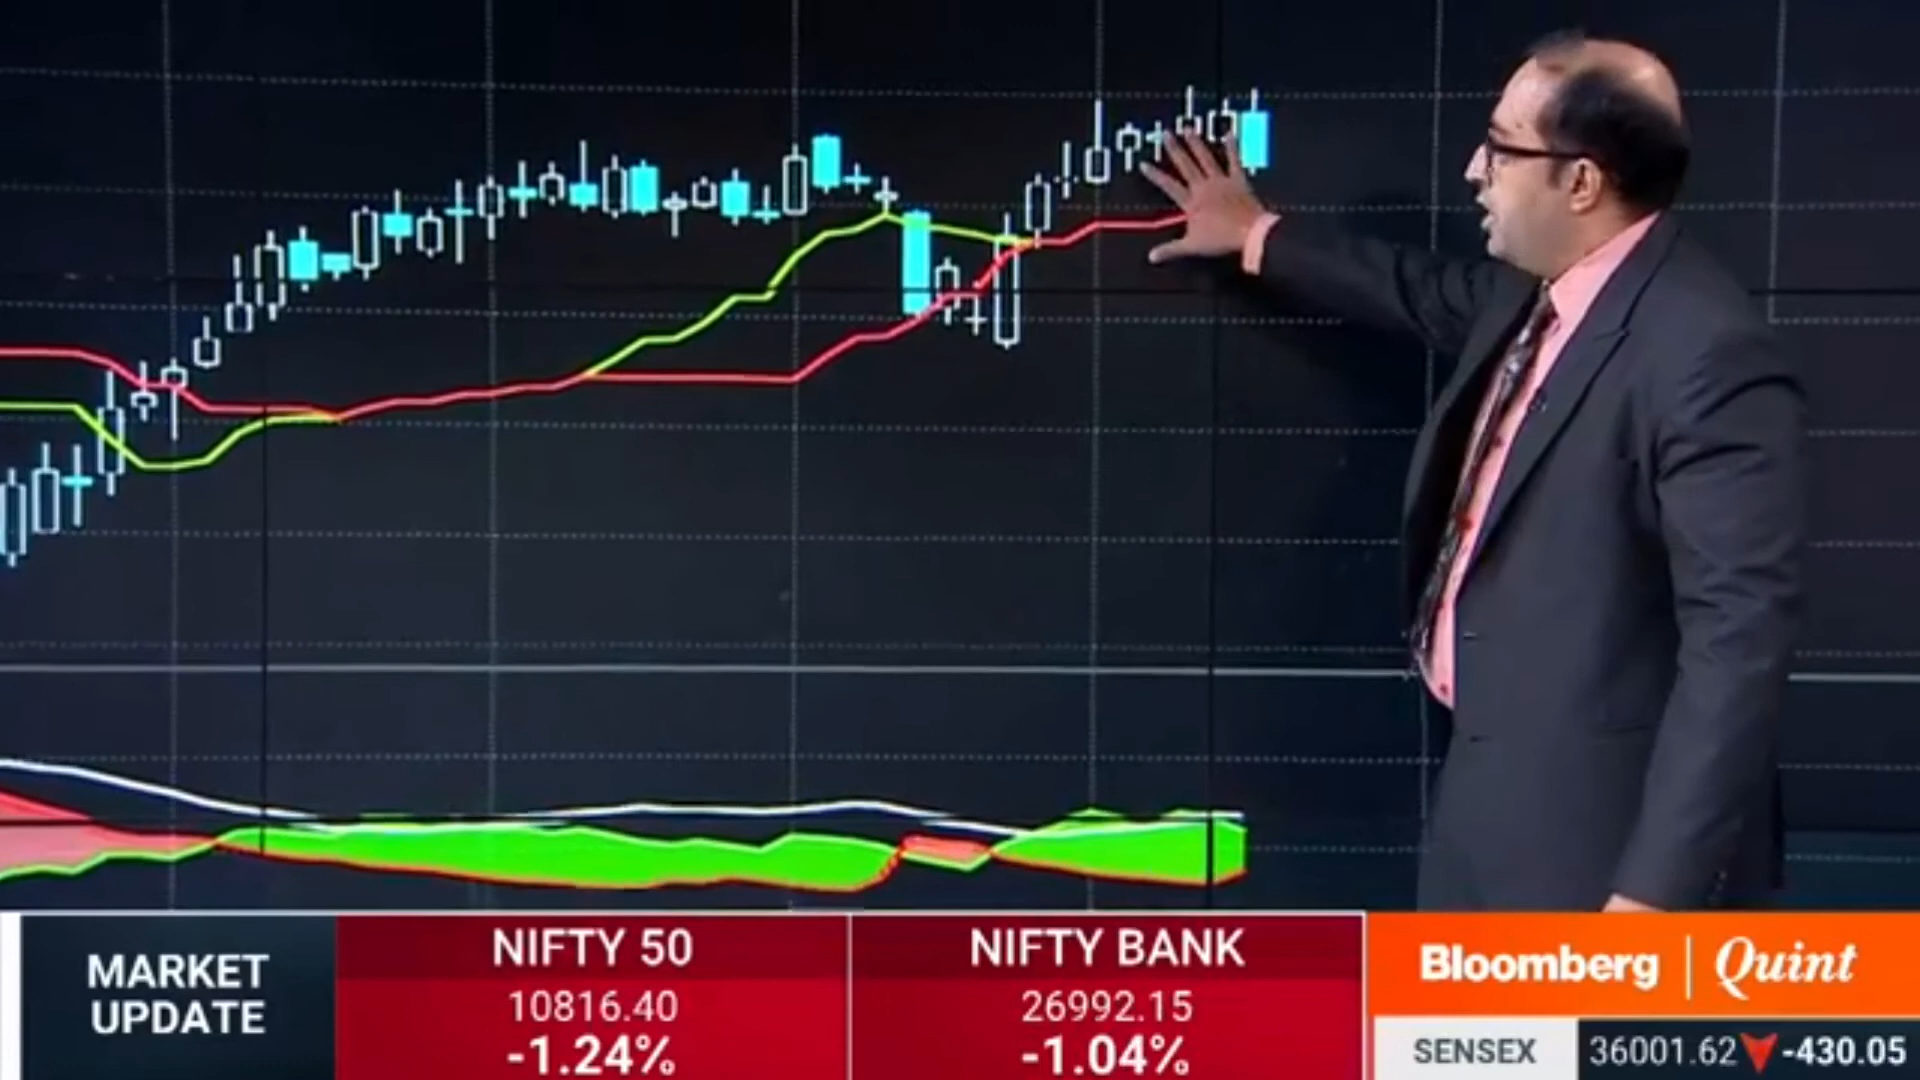 MARKET
UPDATE
NIFTY 50
10816.40
-1.24%
NIFTY BANK
26992.15
-1.04%
Bloomberg | Quint
SENSEX 36001.62 -430.05